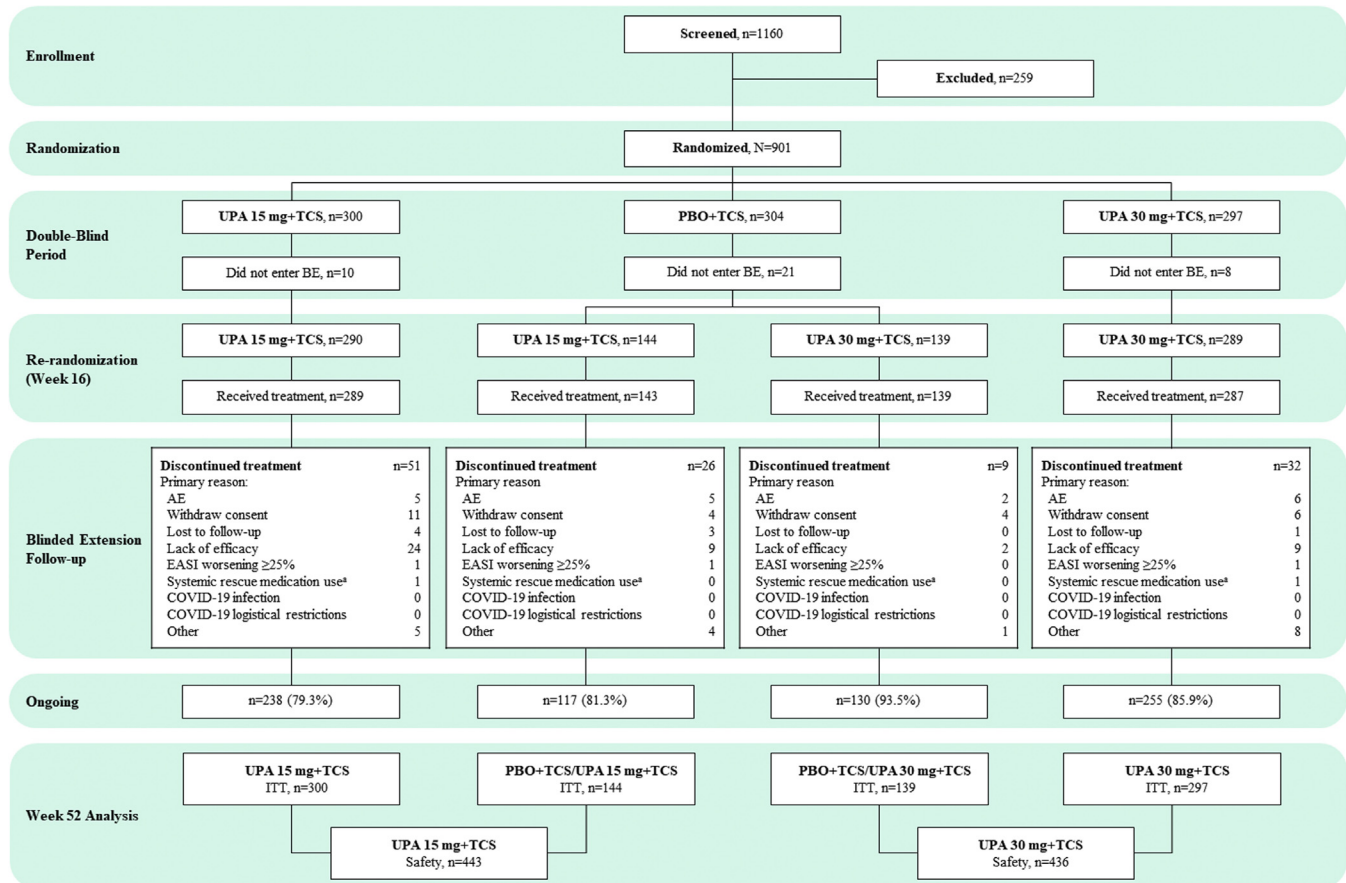 Enrollment
Screened, n=1160
Excluded, n=259
Randomization
Randomized, N=901
Double-Blind
Period
UPA 15 mg+TCS, n=300
PBO+TCS, n=304
UPA 30 mg+TCS, n=297
Did not enter BE, n=10
Did not enter BE, n=21
Did not enter BE, n=8
Re-randomization
(Week 16)
UPA 15 mg+TCS, n=290
UPA 15 mg+TCS, n=144
UPA 30 mg+TCS, n=139
UPA 30 mg+TCS, n=289
Received treatment, n=289
Received treatment, n=143
Received treatment, n=139
Received treatment, n=287
Blinded Extension
Follow-up
Discontinued treatment n=51
Primary reason:
AE 5
Withdraw consent 11
Lost to follow-up 4
Lack of efficacy 24
EASI worsening ≥25% 1
Systemic rescue medication useᵃ 1
COVID-19 infection 0
COVID-19 logistical restrictions 0
Other 5
Discontinued treatment n=26
Primary reason
AE 5
Withdraw consent 4
Lost to follow-up 3
Lack of efficacy 9
EASI worsening ≥25% 1
Systemic rescue medication useᵃ 0
COVID-19 infection 0
COVID-19 logistical restrictions 0
Other 4
Discontinued treatment n=9
Primary reason
AE 2
Withdraw consent 4
Lost to follow-up 0
Lack of efficacy 2
EASI worsening ≥25% 0
Systemic rescue medication useᵃ 0
COVID-19 infection 0
COVID-19 logistical restrictions 0
Other 1
Discontinued treatment n=32
Primary reason:
AE 6
Withdraw consent 6
Lost to follow-up 1
Lack of efficacy 9
EASI worsening ≥25% 1
Systemic rescue medication useᵃ 1
COVID-19 infection 0
COVID-19 logistical restrictions 0
Other 8
Ongoing
n=238 (79.3%)
n=117 (81.3%)
n=130 (93.5%)
n=255 (85.9%)
Week 52 Analysis
UPA 15 mg+TCS
ITT, n=300
PBO+TCS/UPA 15 mg+TCS
ITT, n=144
PBO+TCS/UPA 30 mg+TCS
ITT, n=139
UPA 30 mg+TCS
ITT, n=297
UPA 15 mg+TCS
Safety, n=443
UPA 30 mg+TCS
Safety, n=436